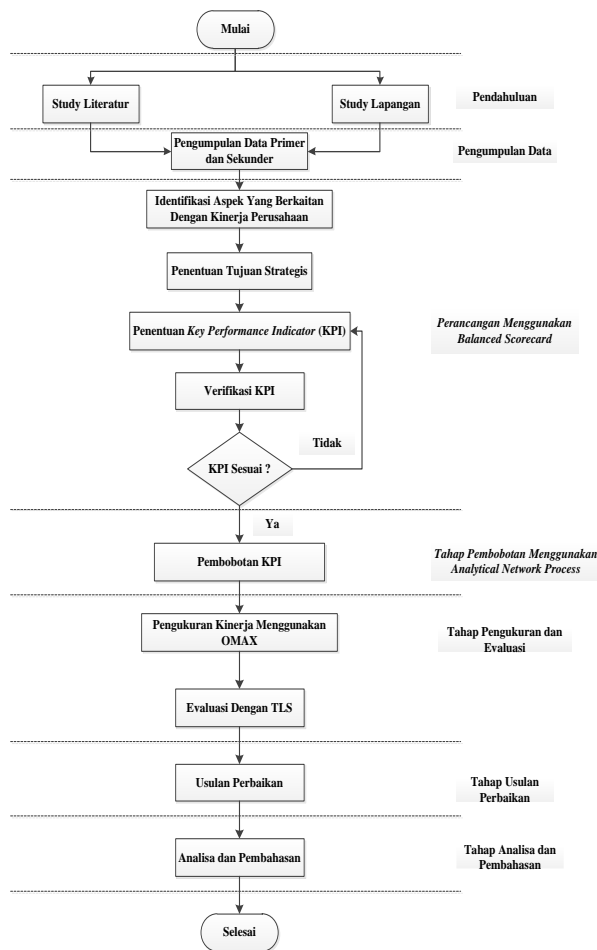 Mulai
Study Literatur
Study Lapangan
Pendahuluan
Pengumpulan Data Primer
dan Sekunder
Pengumpulan Data
Identifikasi Aspek Yang Berkaitan
Dengan Kinerja Perusahaan
Penentuan Tujuan Strategis
Penentuan Key Performance Indicator (KPI)
Perancangan Menggunakan
Balanced Scorecard
Verifikasi KPI
KPI Sesuai ?
Tidak
Ya
Pembobotan KPI
Tahap Pembobotan Menggunakan
Analytical Network Process
Pengukuran Kinerja Menggunakan
OMAX
Tahap Pengukuran dan
Evaluasi
Evaluasi Dengan TLS
Usulan Perbaikan
Tahap Usulan
Perbaikan
Analisa dan Pembahasan
Tahap Analisa dan
Pembahasan
Selesai